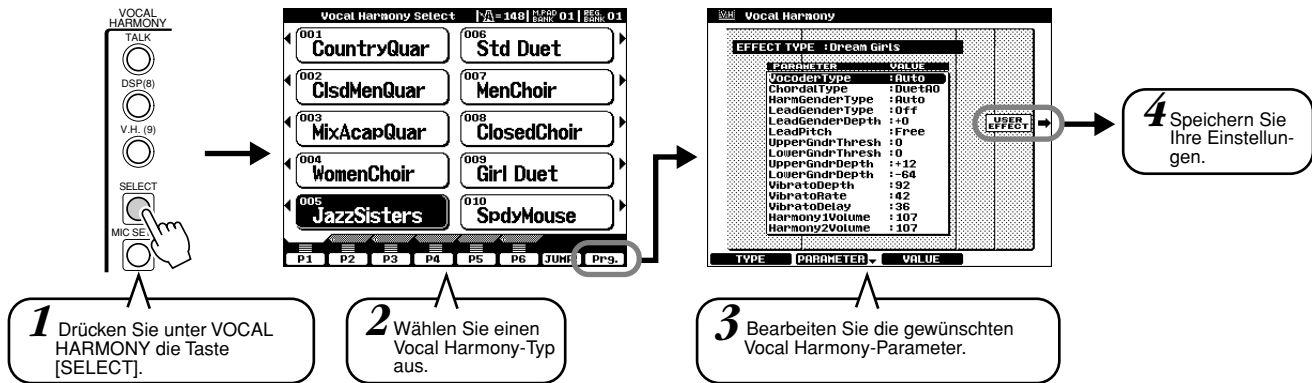 VOCAL
HARMONY
TALK
DSP(8)
V.H. (9)
SELECT
MIC SE
Vocal Harmony Select
=148
M.PAD BANK 01
REG. BANK 01
001 CountryQuar
006 Std Duet
002 ClsdMenQuar
007 MenChoir
003 MixAcapQuar
008 ClosedChoir
004 WomenChoir
009 Girl Duet
005 JazzSisters
010 SpdyMouse
P1 P2 P3 P4 P5 P6 JUMP Prg.
V.H. Vocal Harmony
EFFECT TYPE :Dream Girls
PARAMETER VALUE
VocoderType :Auto
ChordalType :DuetAO
HarmGenderType :Auto
LeadGenderType :Off
LeadGenderDepth :+0
LeadPitch :Free
UpperGndrThresh :0
LowerGndrThresh :0
UpperGndrDepth :+12
LowerGndrDepth :-64
VibratoDepth :92
VibratoRate :42
VibratoDelay :36
Harmony1Volume :107
Harmony2Volume :107
USER
EFFECT
TYPE PARAMETER VALUE
1 Drücken Sie unter VOCAL
HARMONY die Taste
[SELECT].
2 Wählen Sie einen
Vocal Harmony-Typ
aus.
3 Bearbeiten Sie die gewünschten
Vocal Harmony-Parameter.
4 Speichern Sie
Ihre Einstellun-
gen.